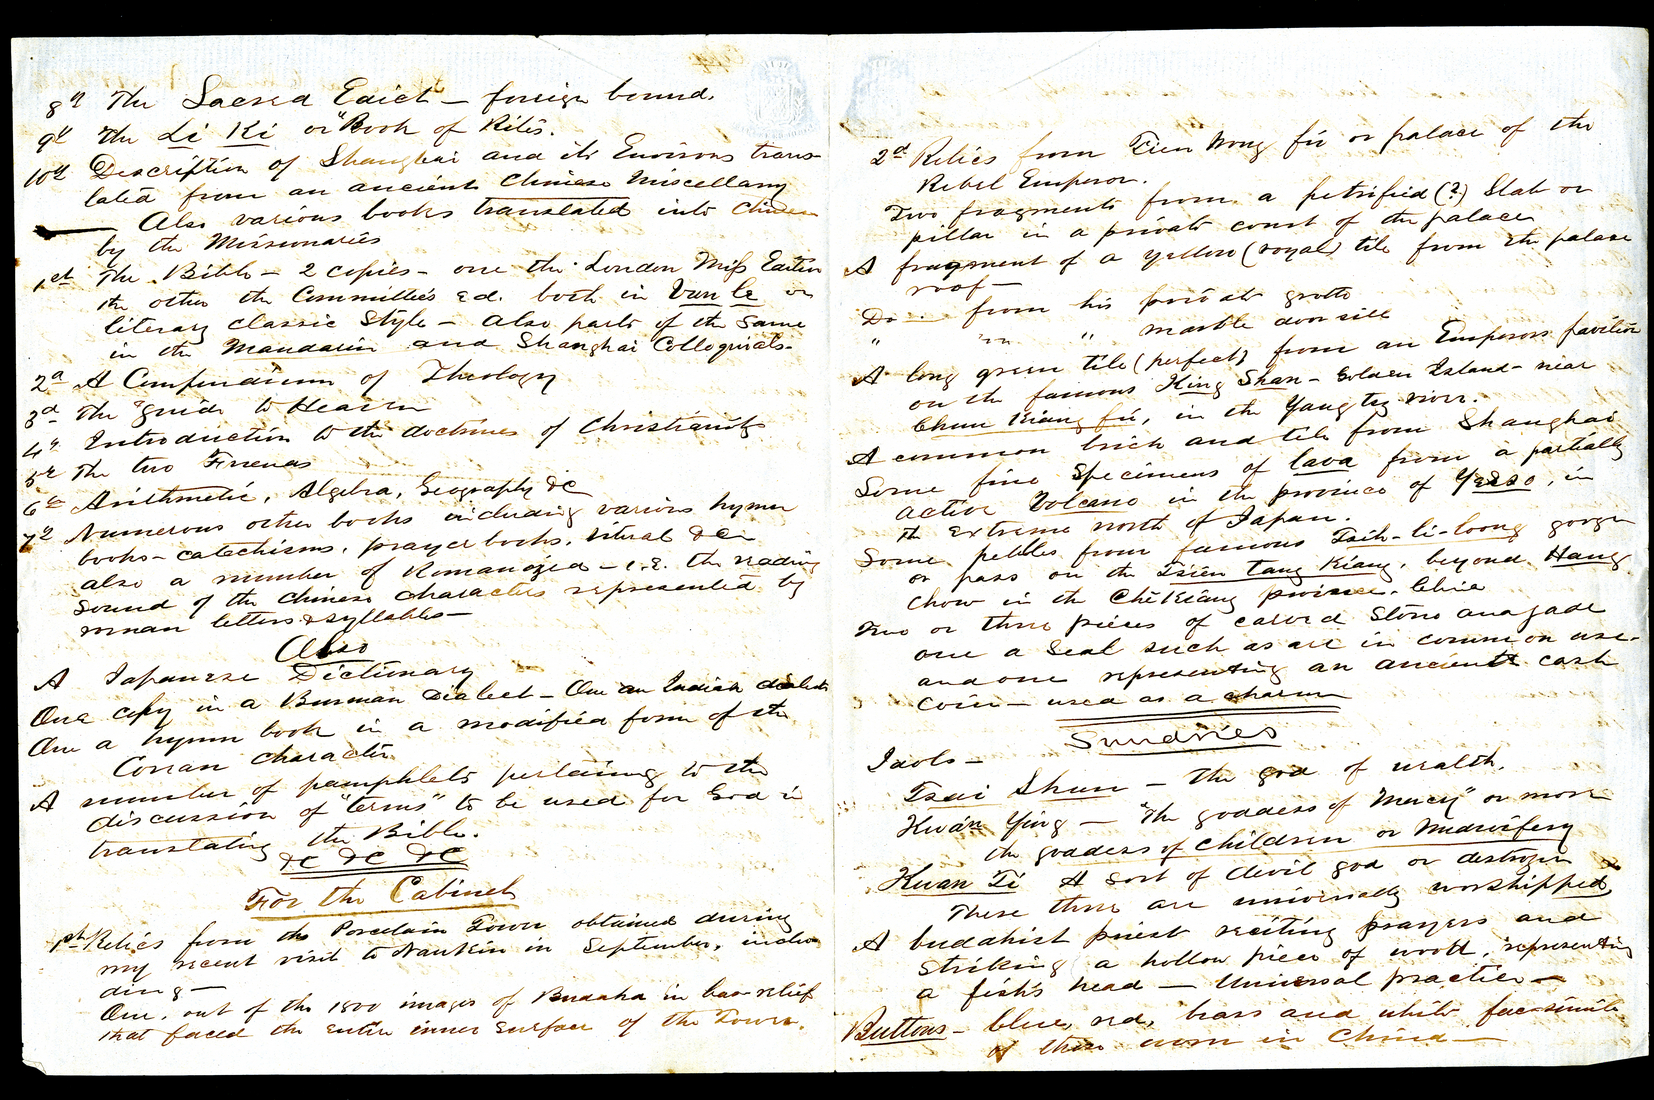 8th The Sacred Edict — foreign bound.
9th The Li Ki or "Book of Rites.
10th Description of Shanghai and its Environs trans-
lated from an ancient Chinese Miscellany
Also various books translated into Chinese
by the Missionaries
1st The Bible — 2 copies — one the London Miss Edition
the other the Committee's ed. both in Van Le or
literary classic style — also parts of the same
in the Mandarin and Shanghai Colloquials.
2d A Compendium of Theology
3d The "guide to Heaven
4th Introduction to the doctrines of Christianity
5th The two Friends
6th Arithmetic, Algebra, Geography &c
7th Numerous other books including various hymn
books — catechisms, prayer books, ritual &c
also a number of Romanized — i.e. the reading
sound of the Chinese characters represented by
roman letters & syllables —
Also
A Japanese Dictionary
One copy in a Burman Dialect — One an Indian dialect
One a hymn book in a modified form of the
Corean character
A number of pamphlets pertaining to the
discussion of "terms" to be used for God in
translating the Bible.
&c &c &c
For the Cabinet
1st Relics from the Porcelain Tower obtained during
my recent visit to Nankin in September, inclu
ding —
One, out of the 1800 images of Buddha in bas-relief
that faced the entire inner surface of the Tower.
2d Relics from Tien Wong fu or palace of the
Rebel Emperor.
Two fragments from a petrified (?) Slab or
pillar in a private court of the palace
A fragment of a yellow (royal) tile from the palace
roof —
Do. from his private grotto
" " " marble door sill
A long green tile (perfect) from an Emperors pavilion
on the famous King Shan — Golden Island — near
Chun Kiang fu, in the Yang tsz river.
A common brick and tile from Shanghai
Some fine specimens of lava from a partially
active Volcano in the province of Yesso, in
the extreme north of Japan.
Some pebbles from famous Tsih-li-loong gorge
or pass on the Tsien Tang Kiang, beyond Hang
chow in the Chekiang province, China
Two or three pieces of carved stone and jade
one a seal such as are in common use.
and one representing an ancient cash
coin — used as a charm
Sundries
Idols —
Tsai Shun — The god of wealth.
Kwan Ying — "The goddess of "Mercy" or more
the goddess of children or Midwifery
Kwan Ti A sort of devil god or destroyer
These three are universally worshipped
A buddhist priest reciting prayers and
striking a hollow piece of wood, representing
a fish's head — Universal practice —
Buttons — blue, red, brass and white facsimile
of those worn in China —